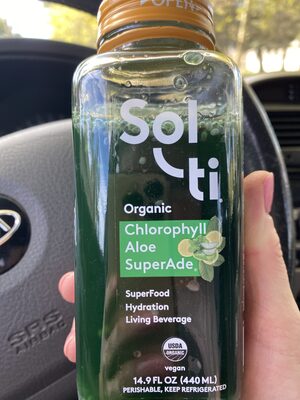 OPEN
Sol
ti
Organic
Chlorophyll
Aloe
SuperAde
SuperFood
Hydration
Living Beverage
USDA
ORGANIC
vegan
14.9 FL OZ (440 ML)
PERISHABLE, KEEP REFRIGERATED
SRS
AIRBAG